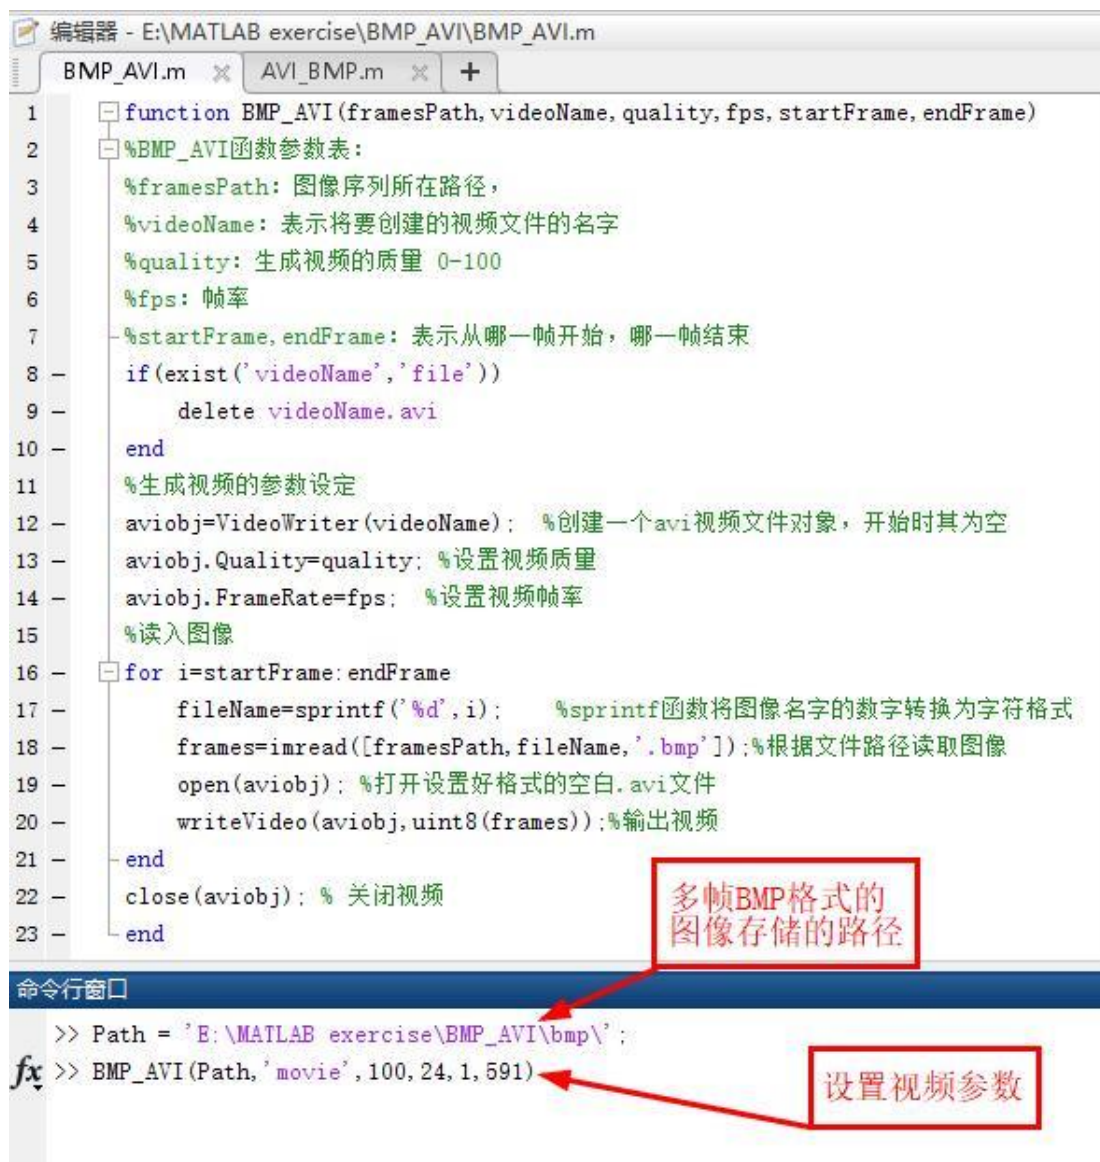 编辑器 - E:\MATLAB exercise\BMP_AVI\BMP_AVI.m
BMP_AVI.m × AVI_BMP.m × +
1 function BMP_AVI(framesPath,videoName,quality,fps,startFrame,endFrame)
2 %BMP_AVI函数参数表:
3 %framesPath: 图像序列所在路径,
4 %videoName: 表示将要创建的视频文件的名字
5 %quality: 生成视频的质量 0-100
6 %fps: 帧率
7 %startFrame,endFrame: 表示从哪一帧开始,哪一帧结束
8 – if(exist('videoName','file'))
9 – delete videoName.avi
10 – end
11 %生成视频的参数设定
12 – aviobj=VideoWriter(videoName); %创建一个avi视频文件对象,开始时其为空
13 – aviobj.Quality=quality; %设置视频质量
14 – aviobj.FrameRate=fps; %设置视频帧率
15 %读入图像
16 – for i=startFrame:endFrame
17 – fileName=sprintf('%d',i); %sprintf函数将图像名字的数字转换为字符格式
18 – frames=imread([framesPath,fileName,'.bmp']);%根据文件路径读取图像
19 – open(aviobj); %打开设置好格式的空白.avi文件
20 – writeVideo(aviobj,uint8(frames));%输出视频
21 – end
22 – close(aviobj); % 关闭视频
23 – end
多帧BMP格式的
图像存储的路径
命令行窗口
>> Path = 'E:\MATLAB exercise\BMP_AVI\bmp\';
fx >> BMP_AVI(Path,'movie',100,24,1,591)
设置视频参数